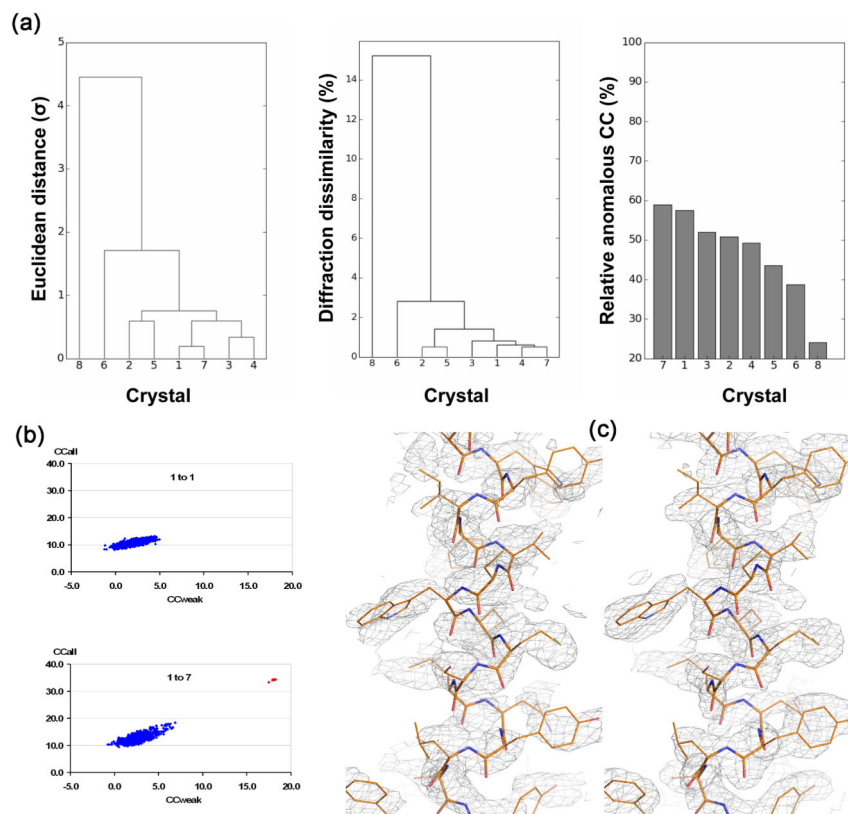 (a)
Euclidean distance (σ)
5
4
3
2
1
0
8 6 2 5 1 7 3 4
Crystal
Diffraction dissimilarity (%)
14
12
10
8
6
4
2
0
8 6 2 5 3 1 4 7
Crystal
Relative anomalous CC (%)
100
90
80
70
60
50
40
30
20
7 1 3 2 4 5 6 8
Crystal
(b)
CCall
40.0
30.0
20.0
10.0
0.0
1 to 1
-5.0 0.0 5.0 10.0 15.0 20.0
CCweak
CCall
40.0
30.0
20.0
10.0
0.0
1 to 7
-5.0 0.0 5.0 10.0 15.0 20.0
CCweak
(c)